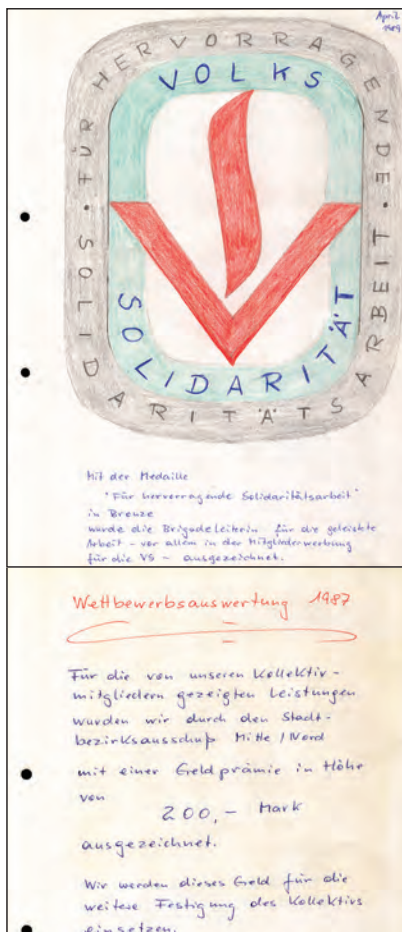 April
1989
FÜR HERVORRAGENDE
SOLIDARITÄTSARBEIT
VOLKS
SOLIDARITÄT
Mit der Medaille
"Für hervorragende Solidaritätsarbeit"
in Bronze
wurde die Brigadeleiterin für die geleistete
Arbeit – vor allem in der Mitgliederwerbung
für die VS – ausgezeichnet.
Wettbewerbsauswertung 1987
Für die von unseren Kollektiv-
mitgliedern gezeigten Leistungen
wurden wir durch den Stadt-
bezirksausschuß Mitte / Nord
mit einer Geldprämie in Höhe
von
200,- Mark
ausgezeichnet.
Wir werden dieses Geld für die
weitere Festigung des Kollektivs
einsetzen.